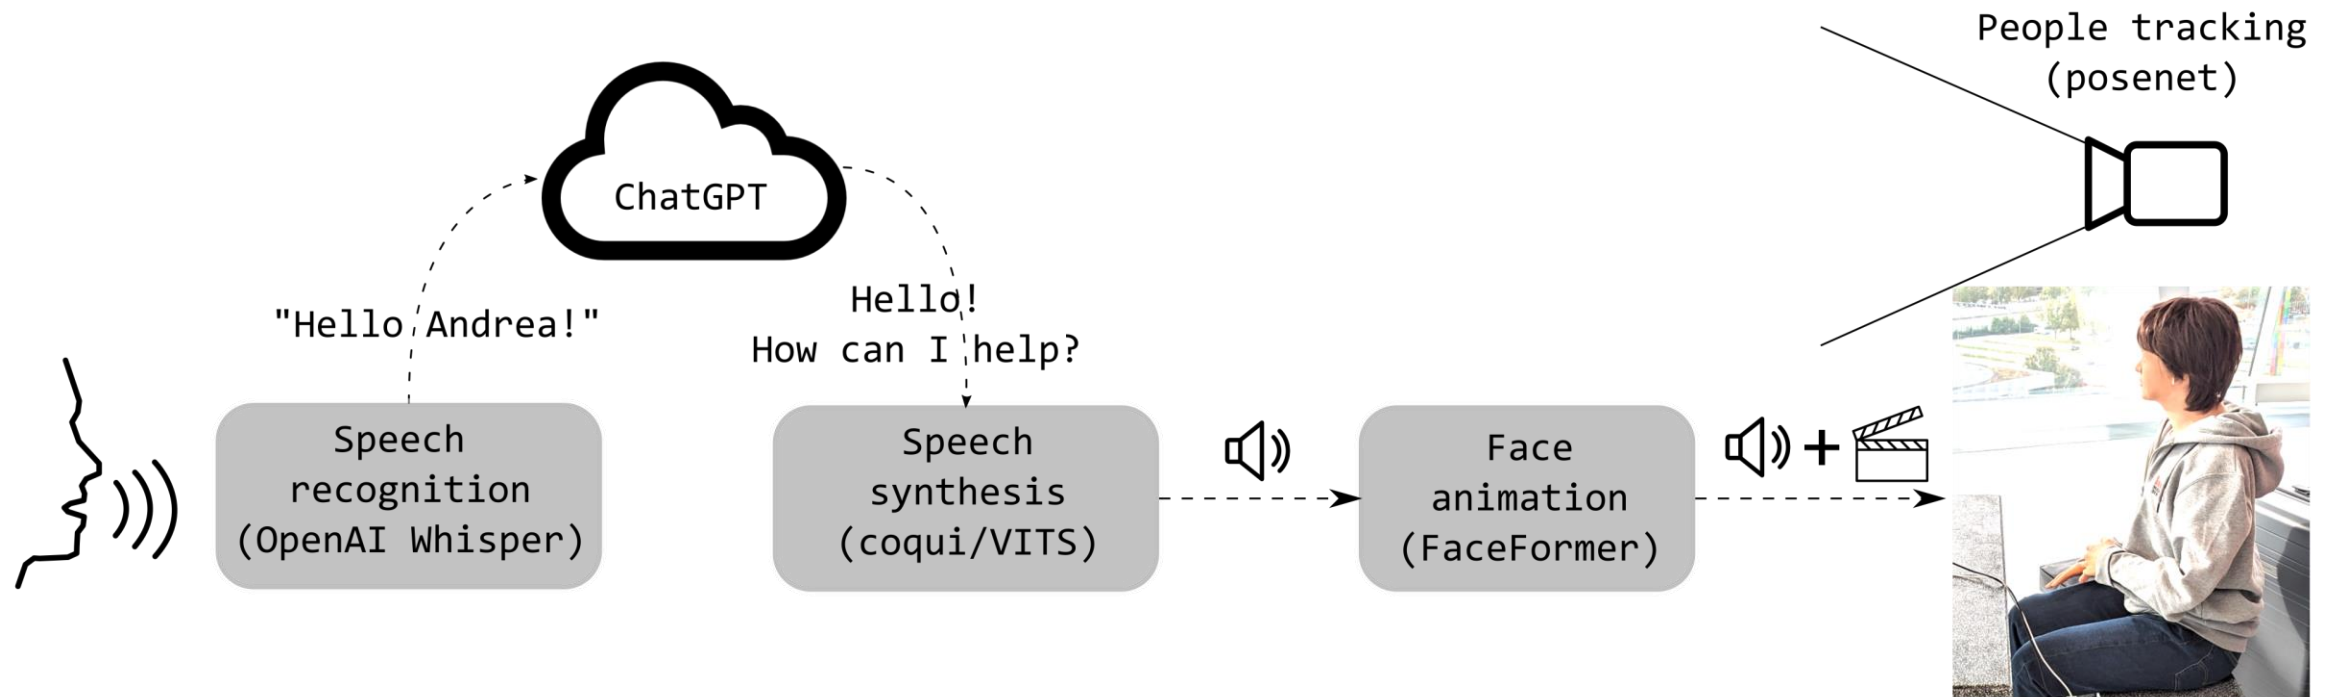 People tracking
(posenet)
ChatGPT
"Hello Andrea!"
Hello!
How can I help?
Speech
recognition
(OpenAI Whisper)
Speech
synthesis
(coqui/VITS)
Face
animation
(FaceFormer)